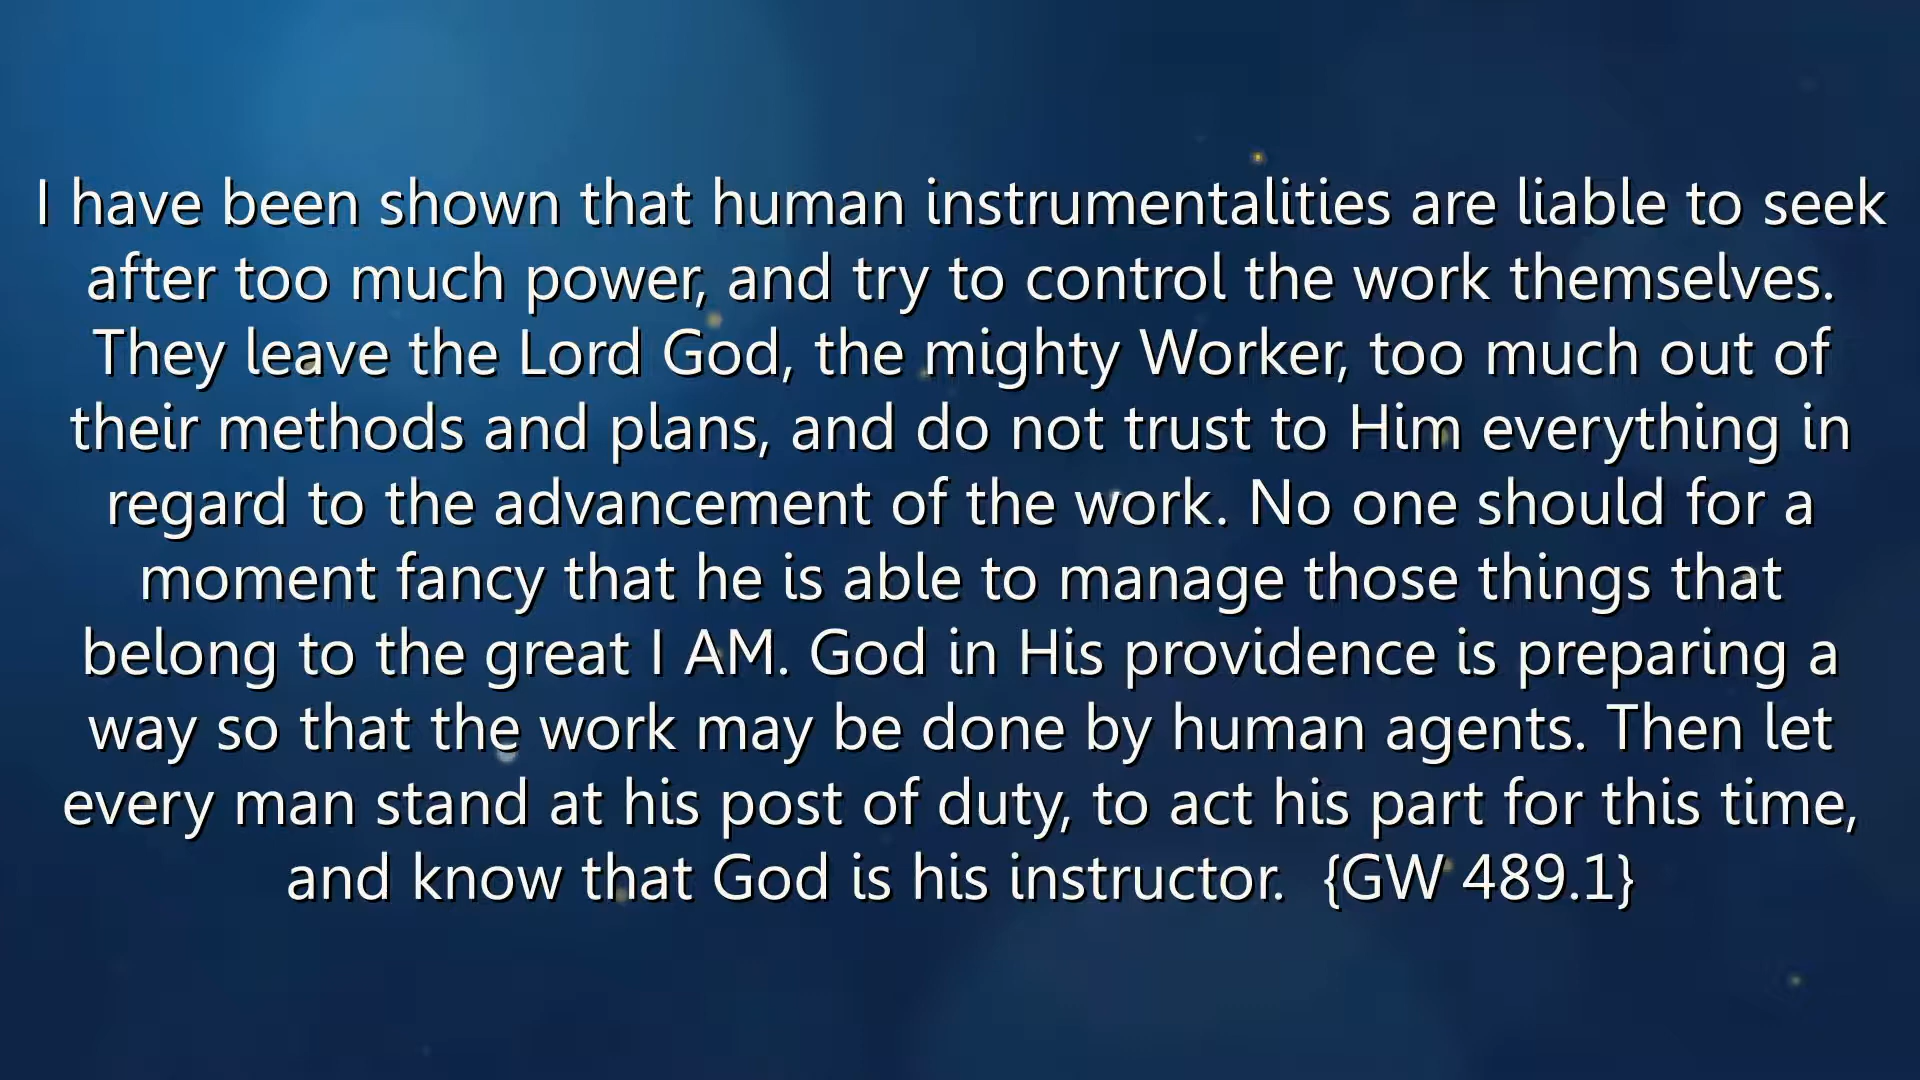 I have been shown that human instrumentalities are liable to seek
after too much power, and try to control the work themselves.
They leave the Lord God, the mighty Worker, too much out of
their methods and plans, and do not trust to Him everything in
regard to the advancement of the work. No one should for a
moment fancy that he is able to manage those things that
belong to the great I AM. God in His providence is preparing a
way so that the work may be done by human agents. Then let
every man stand at his post of duty, to act his part for this time,
and know that God is his instructor.  {GW 489.1}